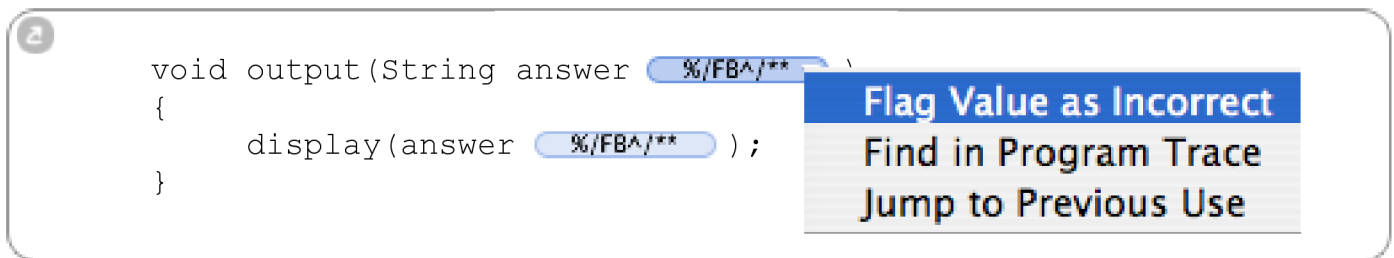 void output(String answer %/FB^/** )
{
display(answer %/FB^/** );
}
Flag Value as Incorrect
Find in Program Trace
Jump to Previous Use